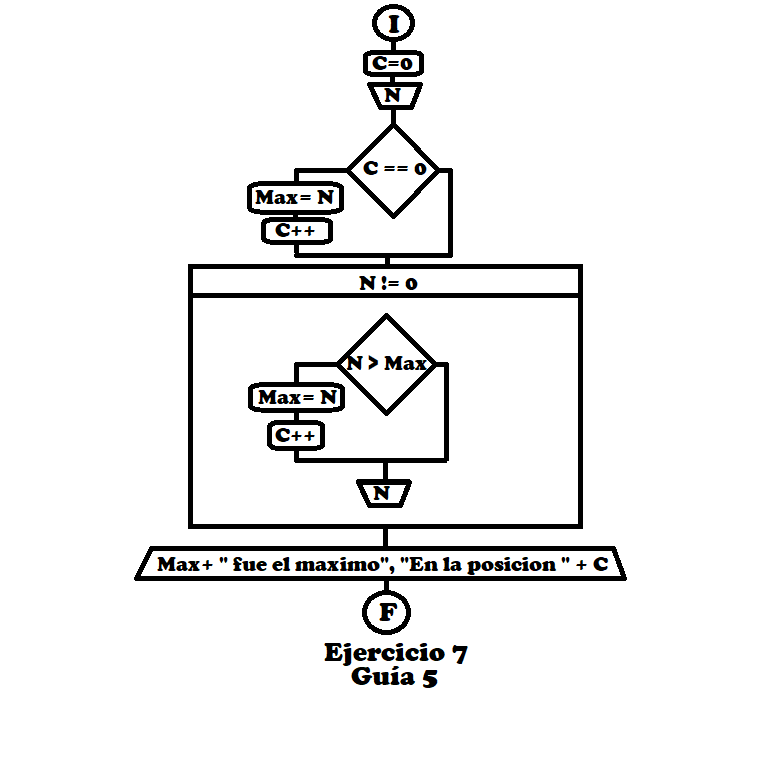 I
C=0
N
C == 0
Max= N
C++
N != 0
N > Max
Max= N
C++
N
Max+ " fue el maximo", "En la posicion " + C
F
Ejercicio 7
Guía 5